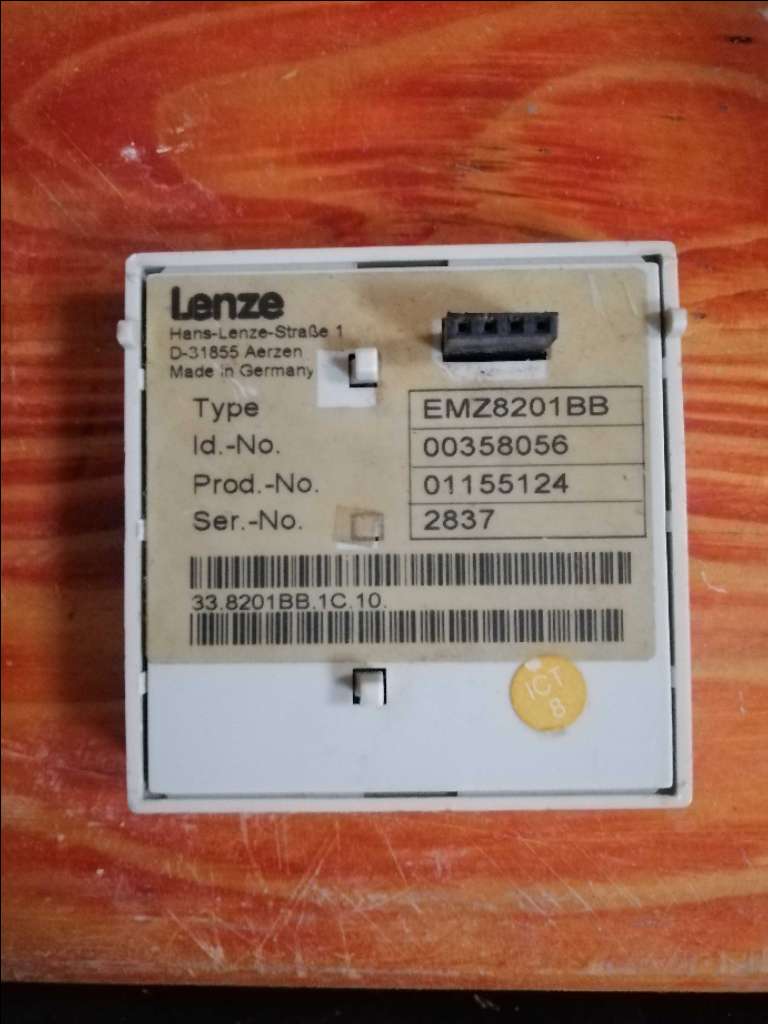 Lenze
Hans-Lenze-Straße 1
D-31855 Aerzen
Made in Germany
Type EMZ8201BB
Id.-No. 00358056
Prod.-No. 01155124
Ser.-No. 2837
33.8201BB.1C.10.
ICT
8